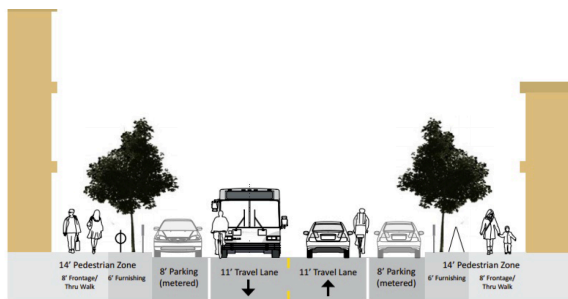 14' Pedestrian Zone
8' Frontage/
Thru Walk
6' Furnishing
8' Parking
(metered)
11' Travel Lane
11' Travel Lane
8' Parking
(metered)
14' Pedestrian Zone
6' Furnishing
8' Frontage/
Thru Walk